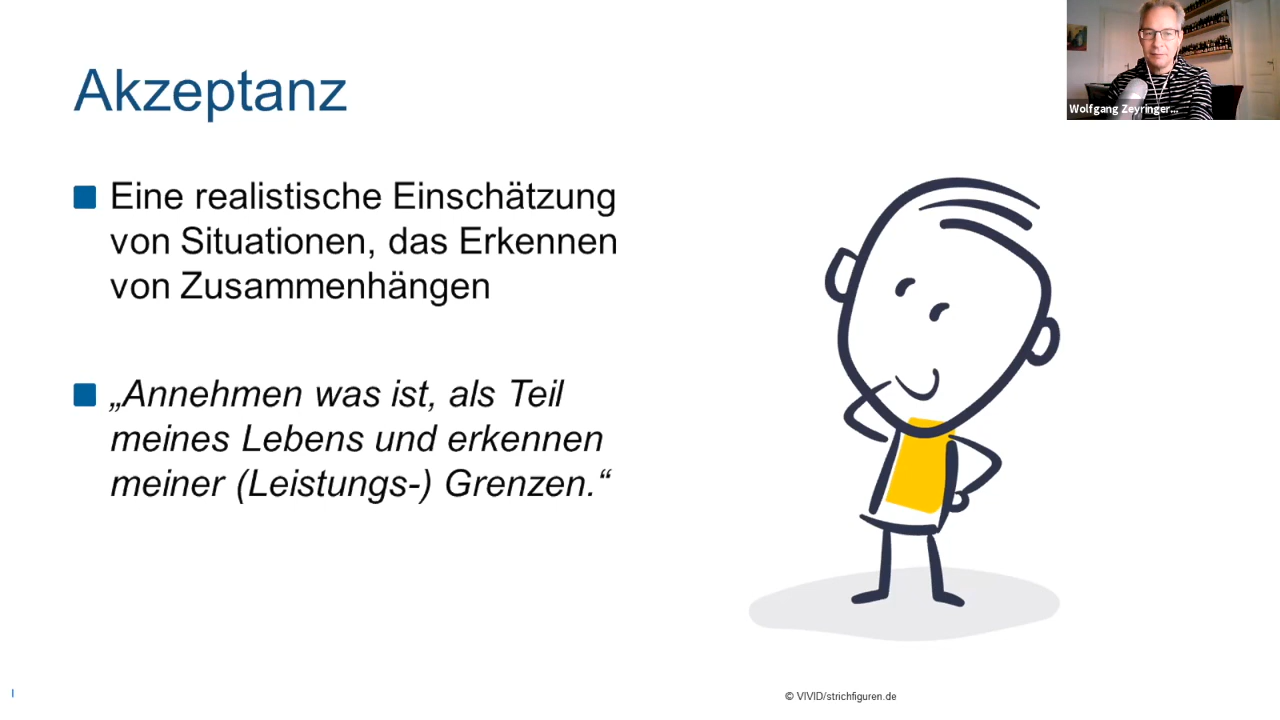 Akzeptanz
Wolfgang Zeyringer...
Eine realistische Einschätzung
von Situationen, das Erkennen
von Zusammenhängen
„Annehmen was ist, als Teil
meines Lebens und erkennen
meiner (Leistungs-) Grenzen.“
© VIVID/strichfiguren.de